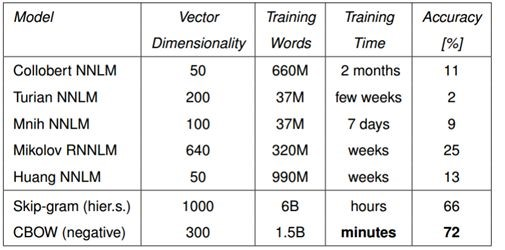 Model Vector Training Training Accuracy
Dimensionality Words Time [%]
Collobert NNLM 50 660M 2 months 11
Turian NNLM 200 37M few weeks 2
Mnih NNLM 100 37M 7 days 9
Mikolov RNNLM 640 320M weeks 25
Huang NNLM 50 990M weeks 13
Skip-gram (hier.s.) 1000 6B hours 66
CBOW (negative) 300 1.5B minutes 72